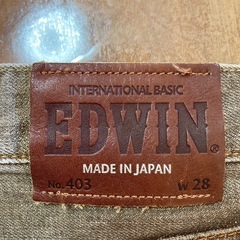 INTERNATIONAL BASIC
EDWIN®
MADE IN JAPAN
No. 403 W 28